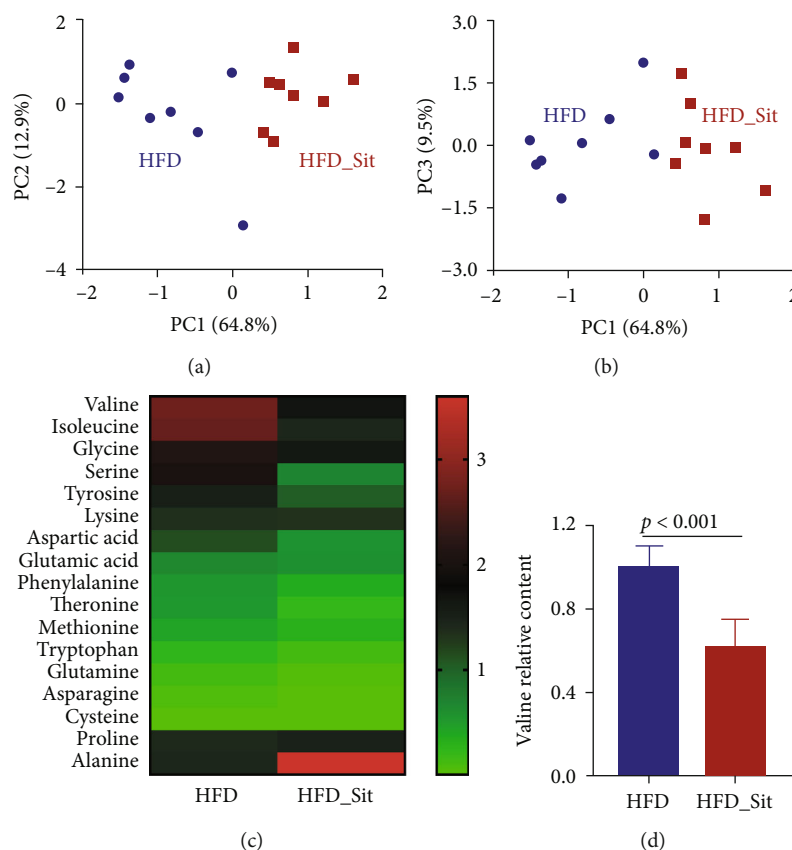 2
0
−2
−4
−2
−1
0
1
2
PC2 (12.9%)
PC1 (64.8%)
HFD
HFD_Sit
(a)
3.0
1.5
0.0
−1.5
−3.0
−2
−1
0
1
2
PC3 (9.5%)
PC1 (64.8%)
HFD
HFD_Sit
(b)
Valine
Isoleucine
Glycine
Serine
Tyrosine
Lysine
Aspartic acid
Glutamic acid
Phenylalanine
Theronine
Methionine
Tryptophan
Glutamine
Asparagine
Cysteine
Proline
Alanine
HFD
HFD_Sit
3
2
1
(c)
p < 0.001
1.2
0.8
0.4
0.0
Valine relative content
HFD
HFD_Sit
(d)